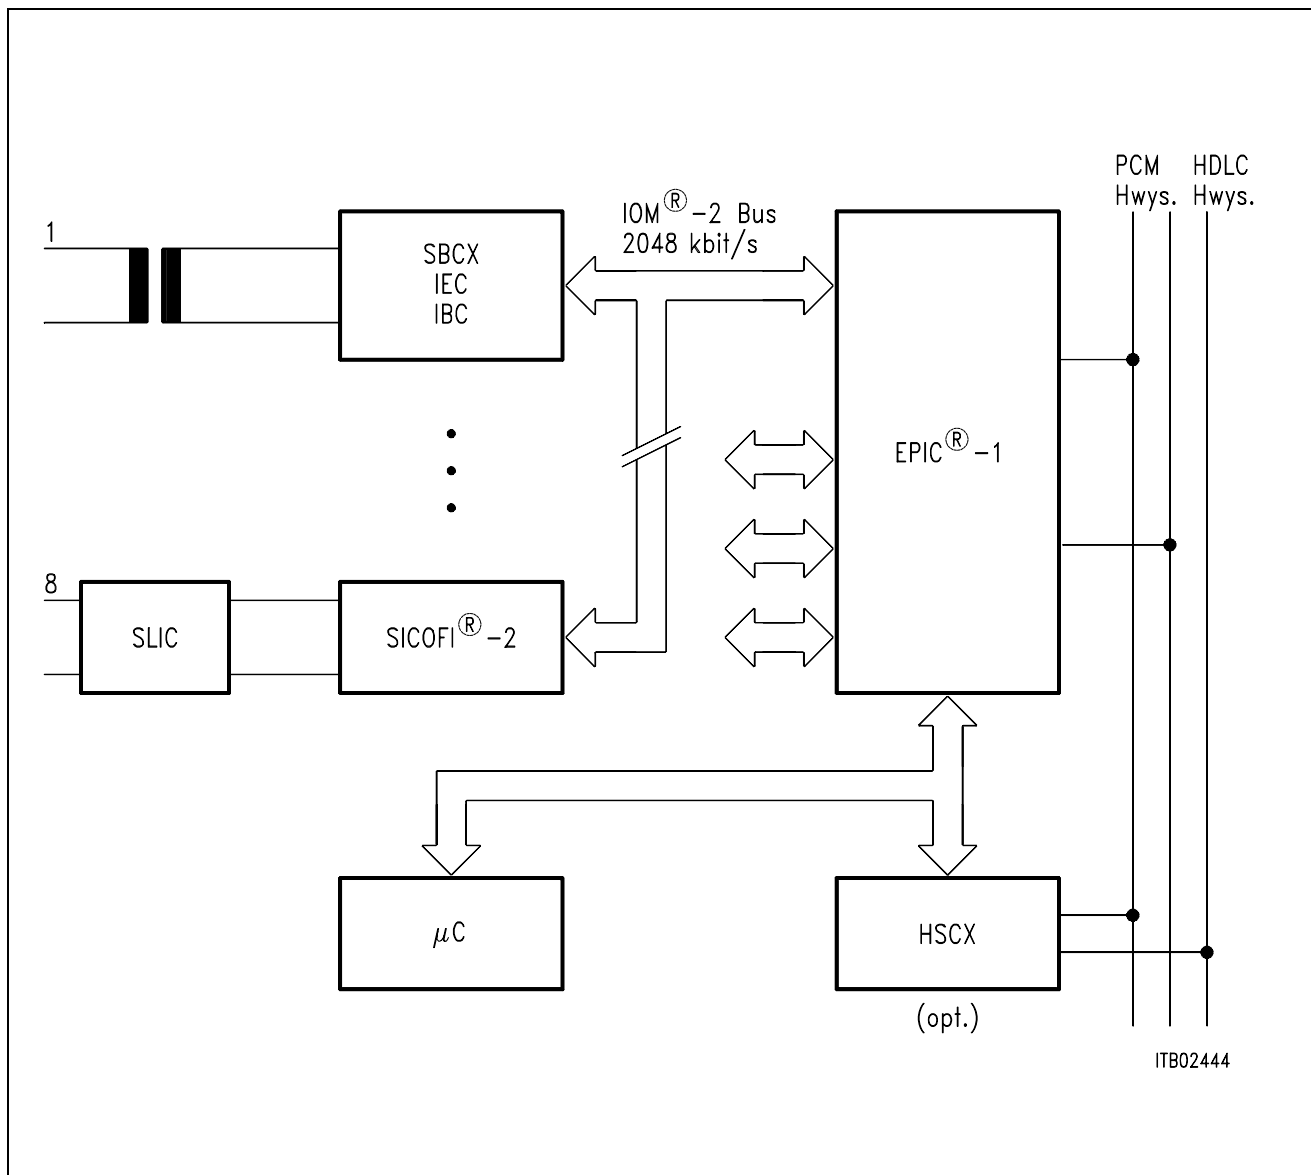 PCM HDLC
Hwys. Hwys.
IOM®-2 Bus
2048 kbit/s
1
SBCX
IEC
IBC
EPIC®-1
8
SLIC
SICOFI®-2
µC
HSCX
(opt.)
ITB02444